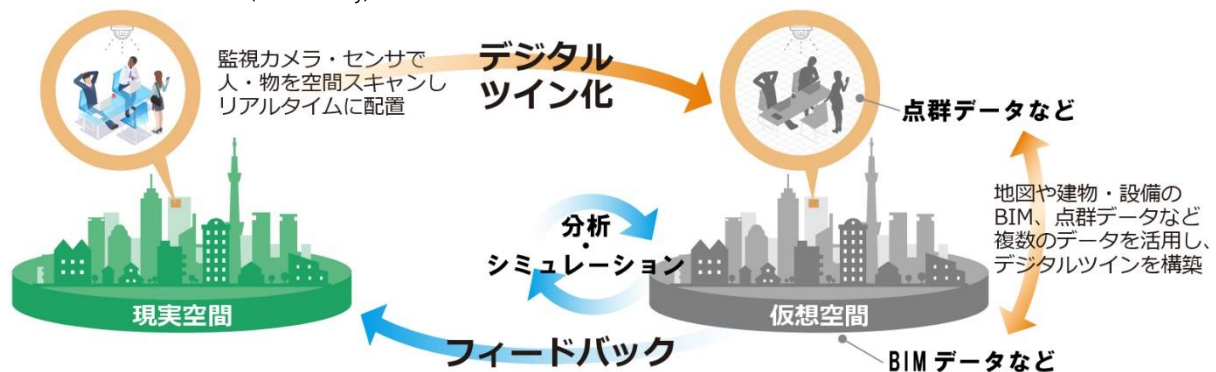 監視カメラ・センサで
人・物を空間スキャンし
リアルタイムに配置
デジタル
ツイン化
点群データなど
地図や建物・設備の
BIM、点群データなど
複数のデータを活用し、
デジタルツインを構築
分析
・
シミュレーション
現実空間
仮想空間
フィードバック
BIMデータなど